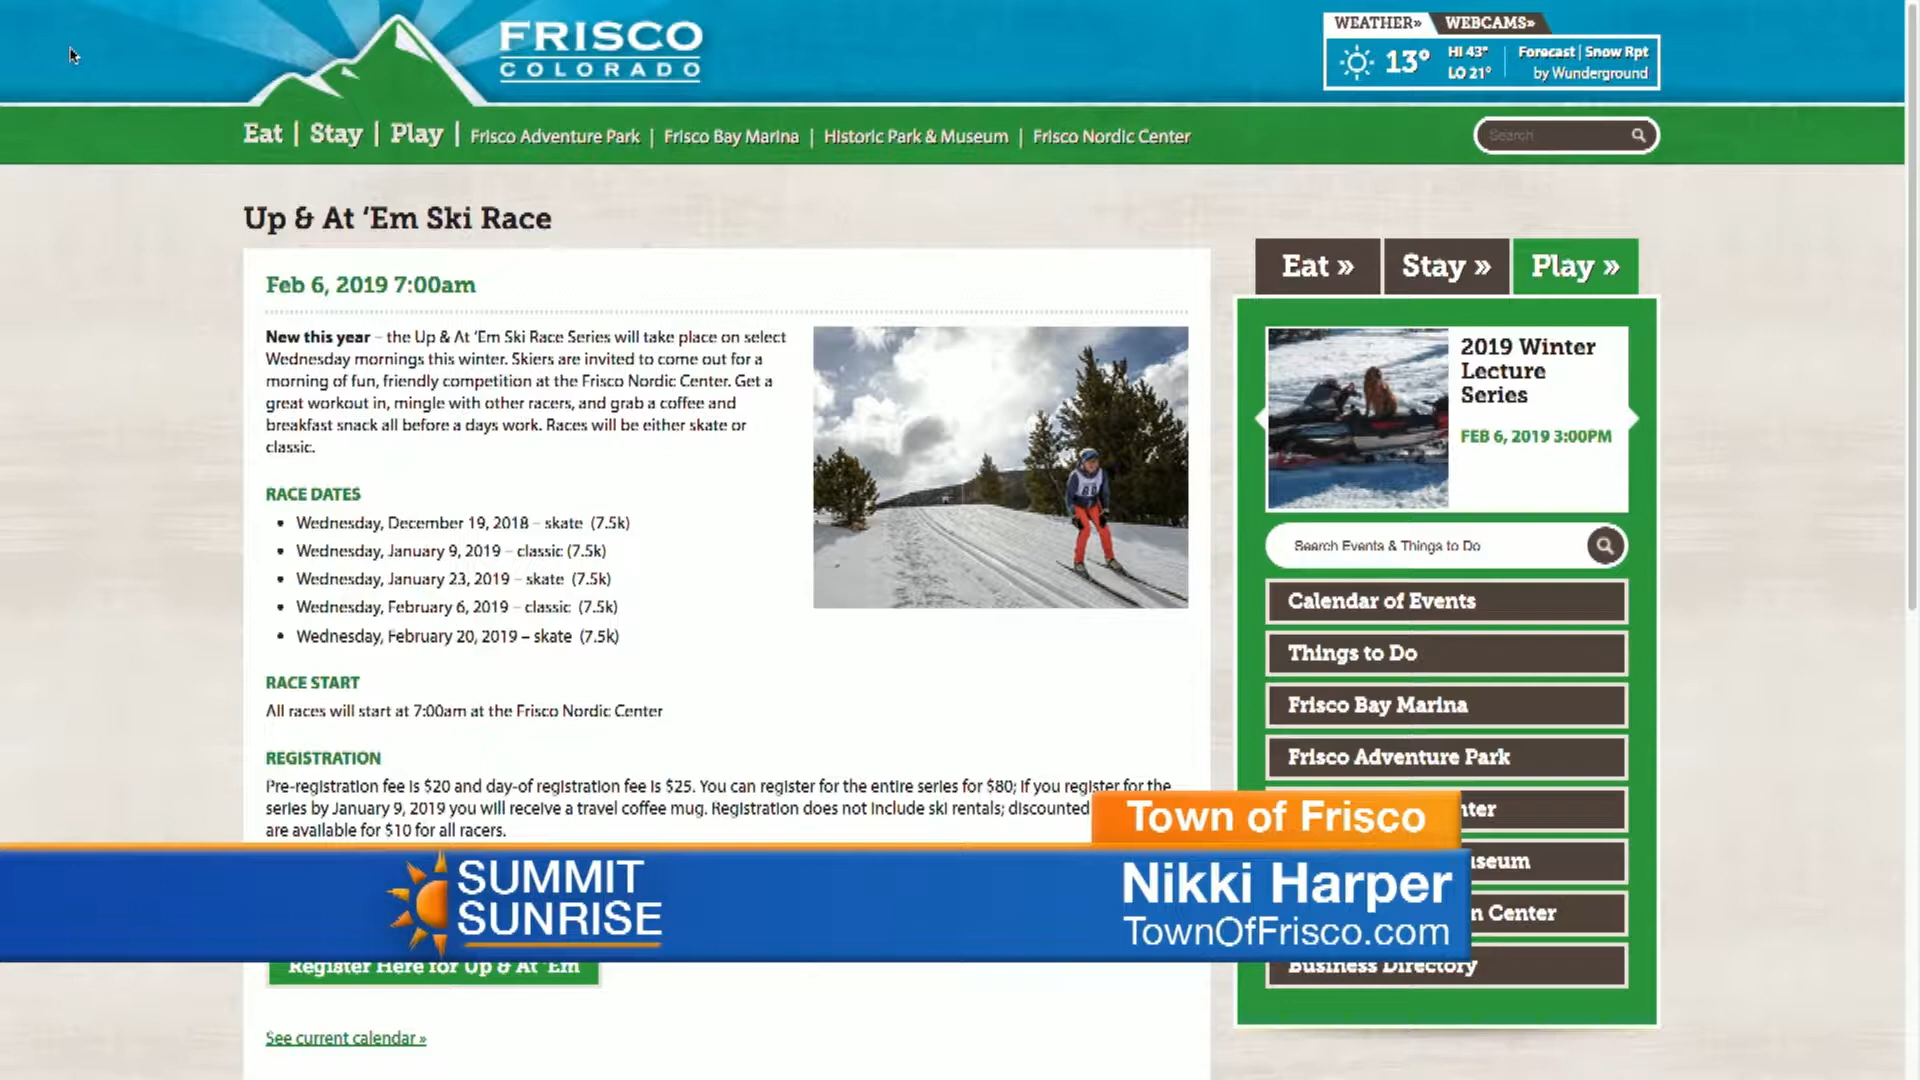 FRISCO
COLORADO
WEATHER» WEBCAMS»
13° HI 43° Forecast | Snow Rpt
LO 21° by Wunderground
Eat | Stay | Play | Frisco Adventure Park | Frisco Bay Marina | Historic Park & Museum | Frisco Nordic Center
Search
Up & At ‘Em Ski Race
Feb 6, 2019 7:00am
New this year – the Up & At ‘Em Ski Race Series will take place on select
Wednesday mornings this winter. Skiers are invited to come out for a
morning of fun, friendly competition at the Frisco Nordic Center. Get a
great workout in, mingle with other racers, and grab a coffee and
breakfast snack all before a days work. Races will be either skate or
classic.
RACE DATES
• Wednesday, December 19, 2018 – skate (7.5k)
• Wednesday, January 9, 2019 – classic (7.5k)
• Wednesday, January 23, 2019 – skate (7.5k)
• Wednesday, February 6, 2019 – classic (7.5k)
• Wednesday, February 20, 2019 – skate (7.5k)
RACE START
All races will start at 7:00am at the Frisco Nordic Center
REGISTRATION
Pre-registration fee is $20 and day-of registration fee is $25. You can register for the entire series for $80; if you register for the
series by January 9, 2019 you will receive a travel coffee mug. Registration does not include ski rentals; discounted
are available for $10 for all racers.
Register Here for Up & At ‘Em
See current calendar »
Eat » Stay » Play »
2019 Winter
Lecture
Series
FEB 6, 2019 3:00PM
Search Events & Things to Do
Calendar of Events
Things to Do
Frisco Bay Marina
Frisco Adventure Park
nter
useum
n Center
Business Directory
Town of Frisco
SUMMIT
SUNRISE
Nikki Harper
TownOfFrisco.com